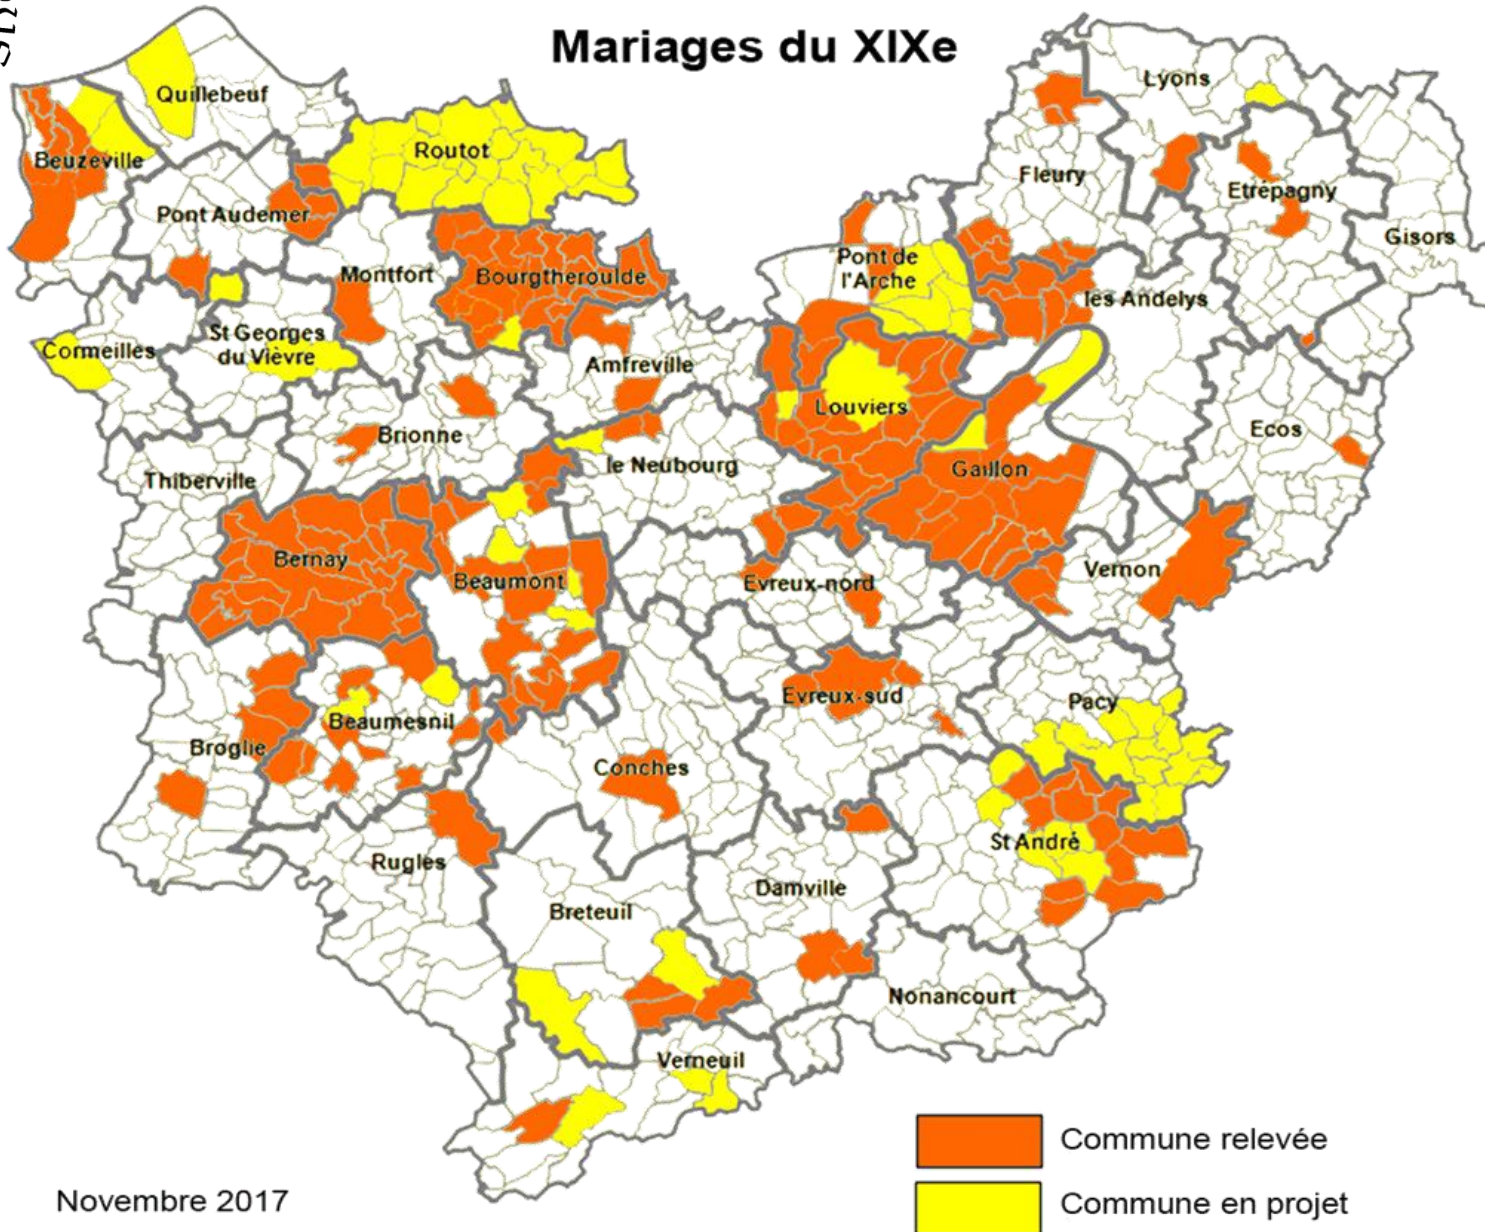 Mariages du XIXe
Quillebeuf
Lyons
Beuzeville
Routot
Fleury
Etrépagny
Pont Audemer
Gisors
Montfort
Bourgtheroulde
Pont de
l'Arche
les Andelys
Cormeilles
St Georges
du Vièvre
Amfreville
Louviers
Brionne
Ecos
le Neubourg
Gaillon
Thiberville
Bernay
Beaumont
Evreux-nord
Vernon
Evreux-sud
Pacy
Beaumesnil
Broglie
Conches
St André
Rugles
Damville
Breteuil
Nonancourt
Verneuil
Commune relevée
Novembre 2017
Commune en projet